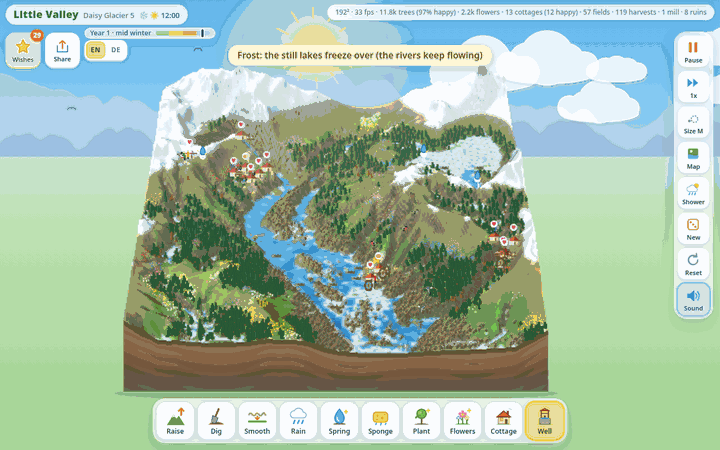 Little Valley Daisy Glacier 5 12:00
192² · 33 fps · 11.8k trees (97% happy) · 2.2k flowers · 13 cottages (12 happy) · 57 fields · 119 harvests · 1 mill · 8 ruins
Year 1 · mid winter
29
Wishes
Share
EN DE
Frost: the still lakes freeze over (the rivers keep flowing)
Pause
1x
Size M
Map
Shower
New
Reset
Sound
Raise Dig Smooth Rain Spring Sponge Plant Flowers Cottage Well